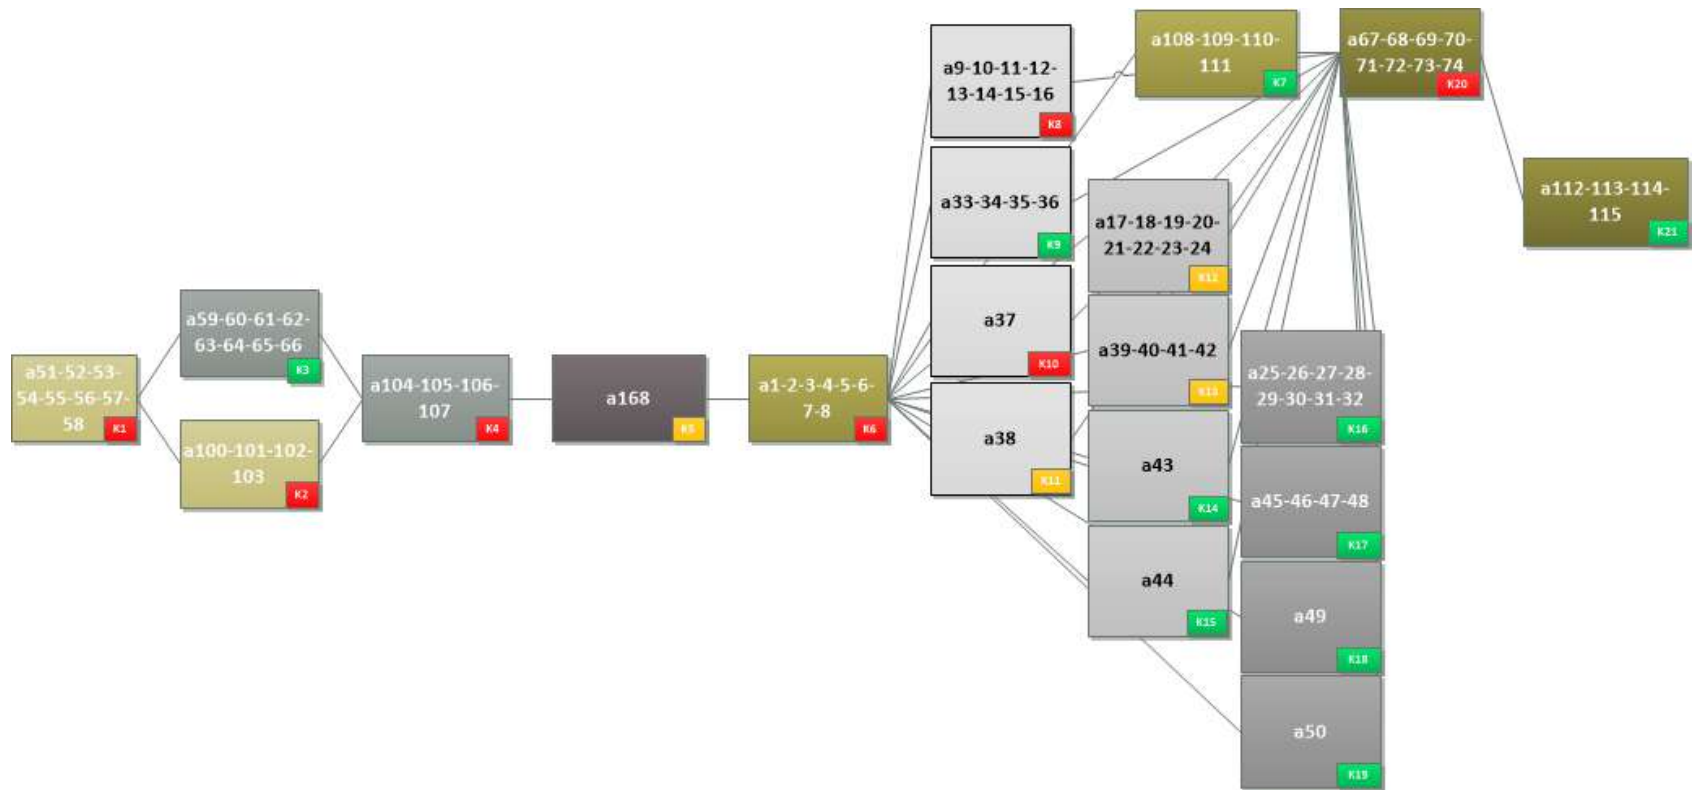 a51-52-53-
54-55-56-57-
58
K1
a59-60-61-62-
63-64-65-66
K3
a100-101-102-
103
K2
a104-105-106-
107
K4
a168
K5
a1-2-3-4-5-6-
7-8
K6
a9-10-11-12-
13-14-15-16
K8
a33-34-35-36
K9
a37
K10
a38
K11
a108-109-110-
111
K7
a17-18-19-20-
21-22-23-24
K12
a39-40-41-42
K13
a43
K14
a44
K15
a25-26-27-28-
29-30-31-32
K16
a45-46-47-48
K17
a49
K18
a50
K19
a67-68-69-70-
71-72-73-74
K20
a112-113-114-
115
K21